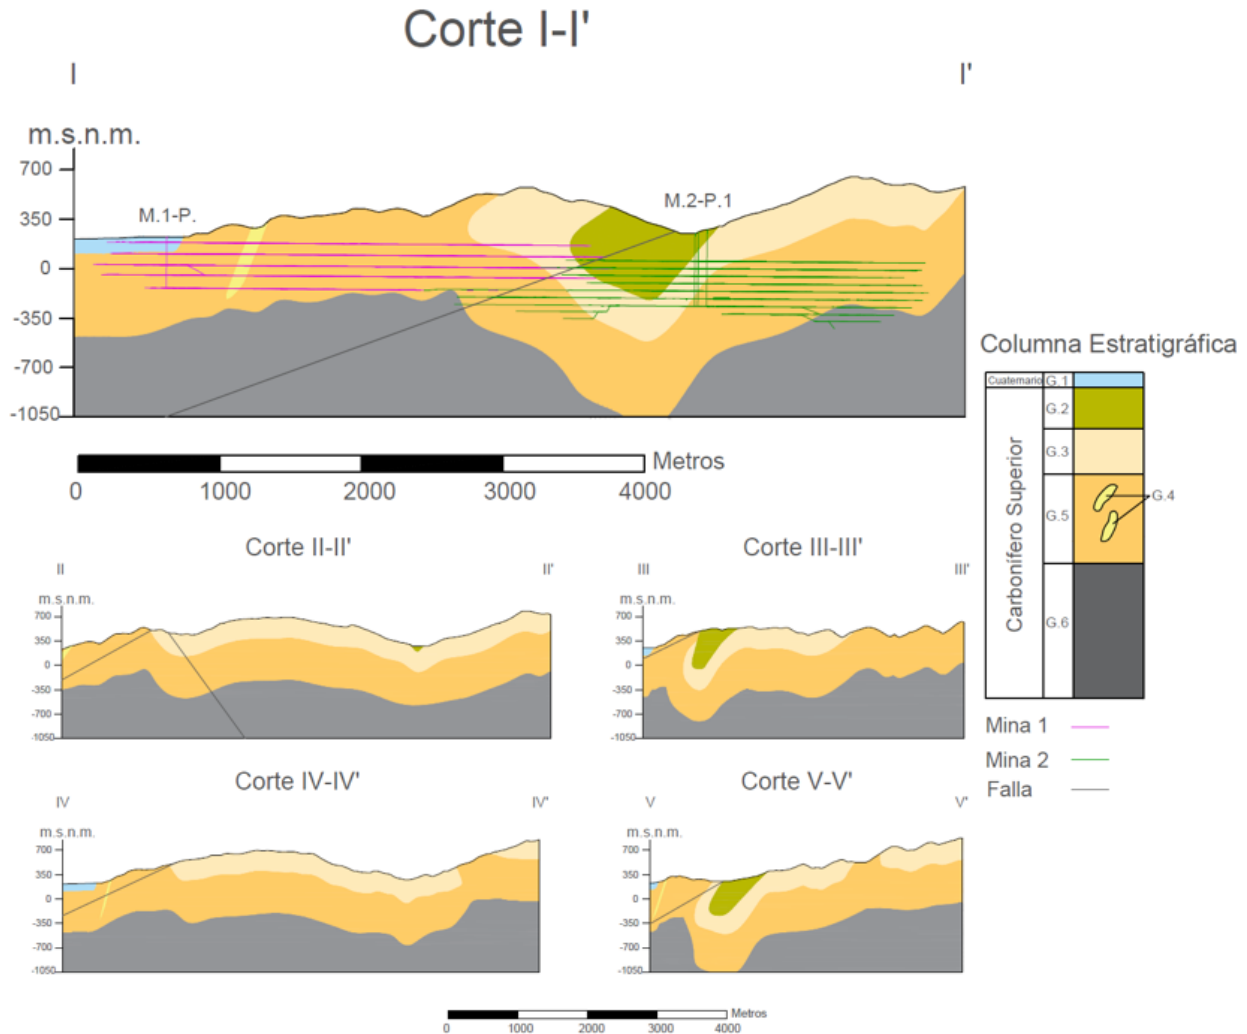 Corte I-I'
I I'
m.s.n.m.
700
M.1-P. M.2-P.1
350
0
-350
-700
-1050
Metros
0 1000 2000 3000 4000
Columna Estratigráfica
Cuaternario G.1
G.2
G.3
G.4
G.5
G.6
Carbonífero Superior
Mina 1
Mina 2
Falla
Corte II-II'
II II'
m.s.n.m.
700
350
0
-350
-700
-1050
Corte III-III'
III III'
m.s.n.m.
700
350
0
-350
-700
-1050
Corte IV-IV'
IV IV'
m.s.n.m.
700
350
0
-350
-700
-1050
Corte V-V'
V V'
m.s.n.m.
700
350
0
-350
-700
-1050
Metros
0 1000 2000 3000 4000